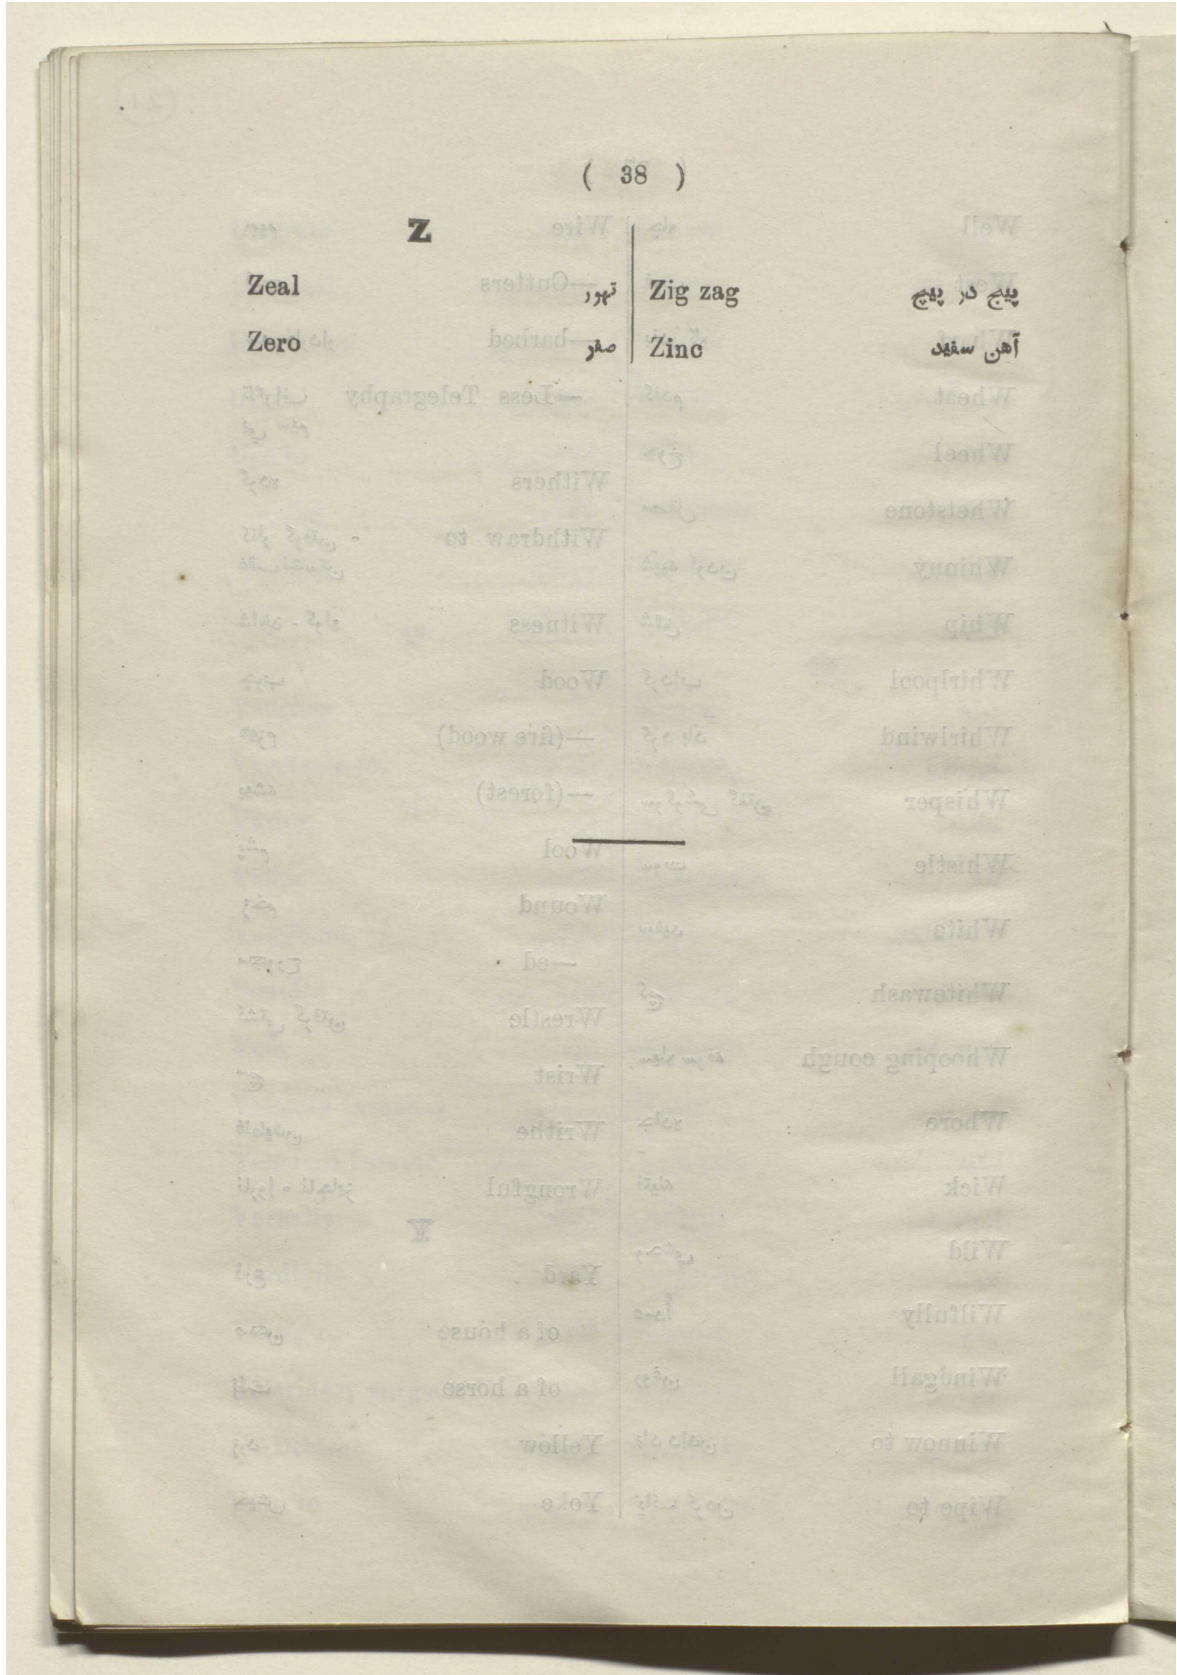 ( 38 )
Z
Zeal تهور
Zero صفر
Zig zag پیچ در پیچ
Zinc آهن سفید